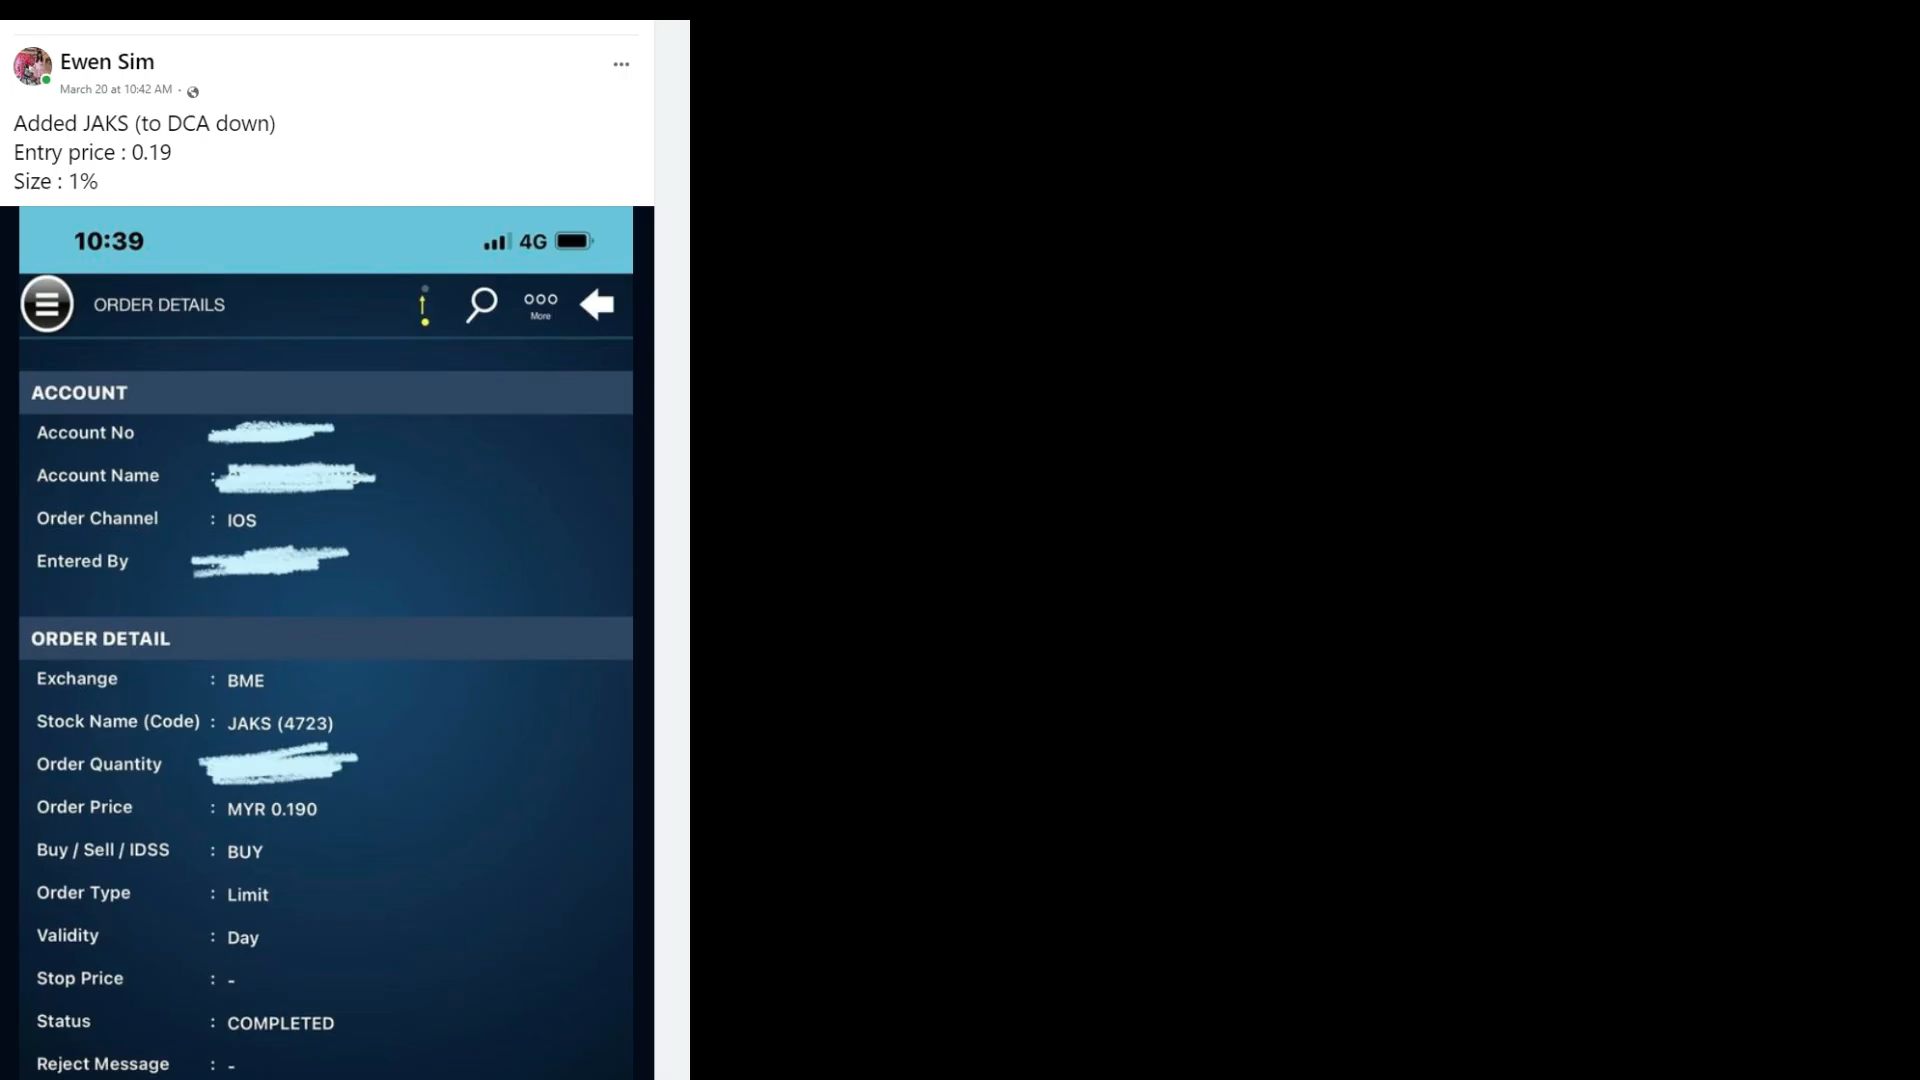 Ewen Sim
March 20 at 10:42 AM ·
Added JAKS (to DCA down)
Entry price : 0.19
Size : 1%
10:39 4G
ORDER DETAILS More
ACCOUNT
Account No
Account Name :
Order Channel : IOS
Entered By
ORDER DETAIL
Exchange : BME
Stock Name (Code) : JAKS (4723)
Order Quantity
Order Price : MYR 0.190
Buy / Sell / IDSS : BUY
Order Type : Limit
Validity : Day
Stop Price : -
Status : COMPLETED
Reject Message : -